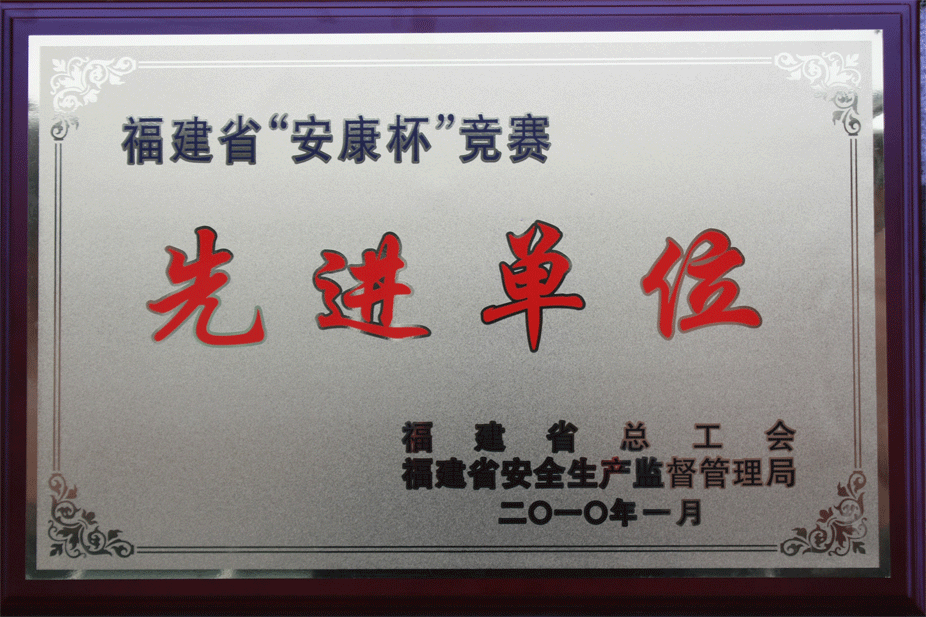 福建省“安康杯”竞赛
先进单位
福建省总工会
福建省安全生产监督管理局
二〇一〇年一月